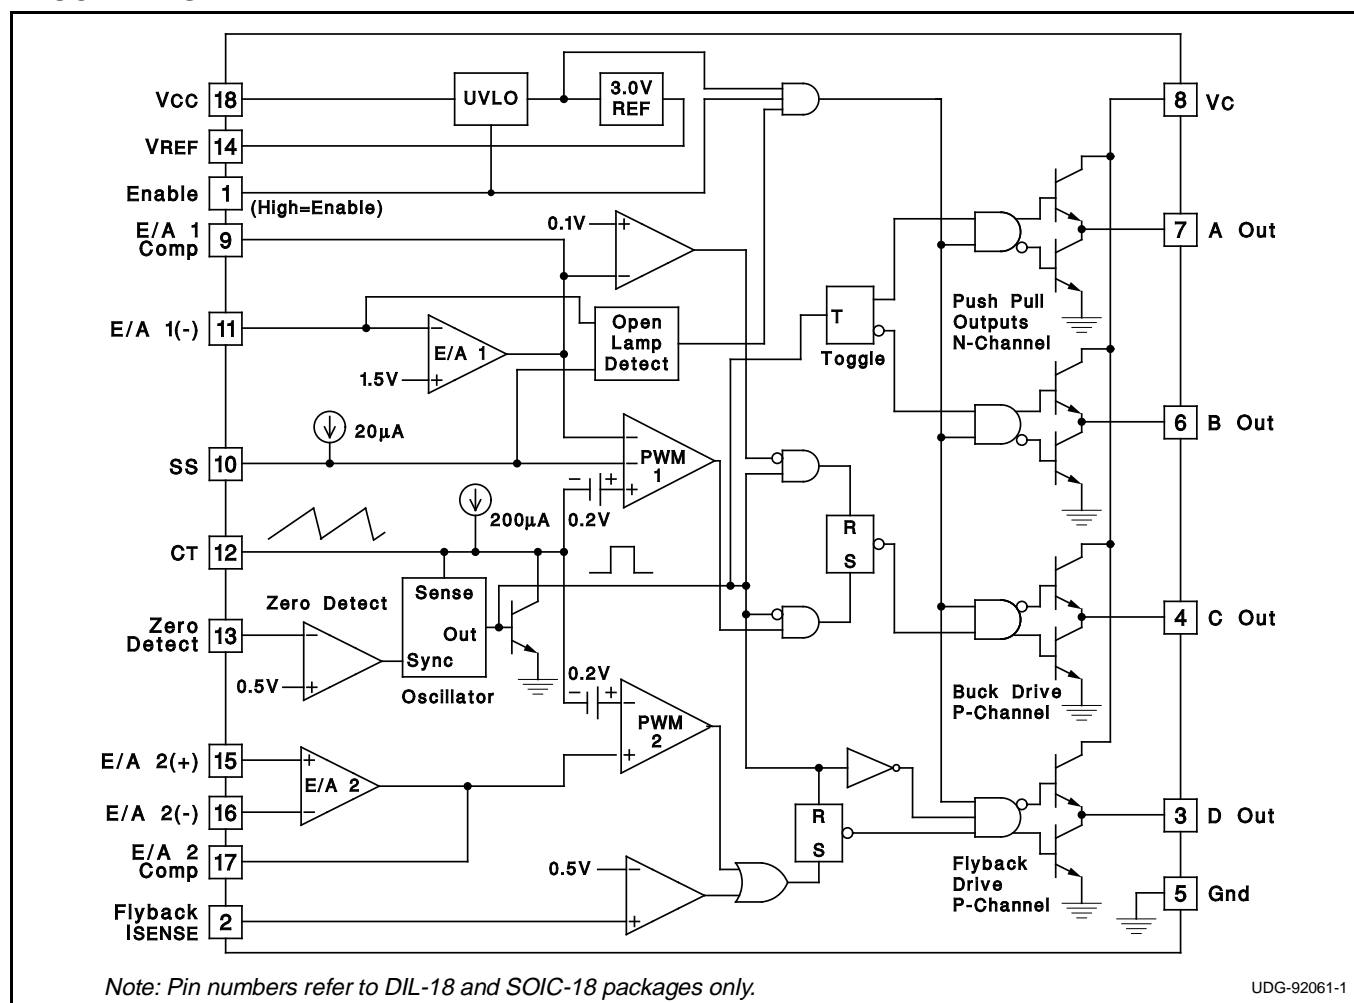 VCC 18
UVLO
3.0V
REF
8 VC
VREF 14
Enable 1
(High=Enable)
E/A 1
Comp
9
0.1V
+
−
7 A Out
E/A 1(-) 11
−
E/A 1
1.5V
+
Open
Lamp
Detect
T
Toggle
Push Pull
Outputs
N-Channel
20µA
SS 10
−
−
+
PWM
1
6 B Out
− +
0.2V
200µA
CT 12
R
S
Sense
Out
Sync
Oscillator
Zero Detect
Zero
Detect
13
−
0.5V
+
4 C Out
0.2V
− +
−
PWM
2
+
Buck Drive
P-Channel
E/A 2(+) 15
+
E/A 2
−
E/A 2(-) 16
E/A 2
Comp
17
R
S
3 D Out
0.5V
−
+
Flyback
Drive
P-Channel
5 Gnd
Flyback
ISENSE
2
Note: Pin numbers refer to DIL-18 and SOIC-18 packages only.
UDG-92061-1